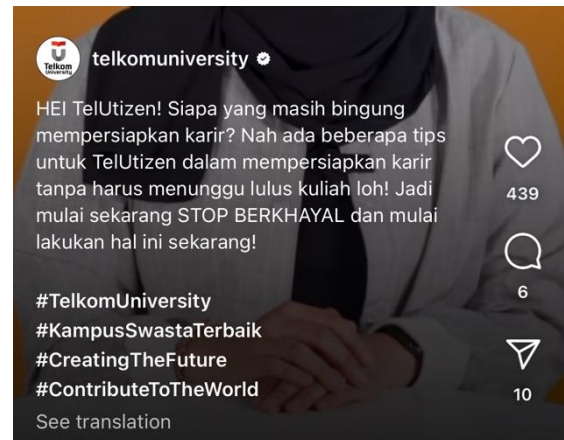 Telkom
University
telkomuniversity
HEI TelUtizen! Siapa yang masih bingung
mempersiapkan karir? Nah ada beberapa tips
untuk TelUtizen dalam mempersiapkan karir
tanpa harus menunggu lulus kuliah loh! Jadi
mulai sekarang STOP BERKHAYAL dan mulai
lakukan hal ini sekarang!
#TelkomUniversity
#KampusSwastaTerbaik
#CreatingTheFuture
#ContributeToTheWorld
See translation
439
6
10